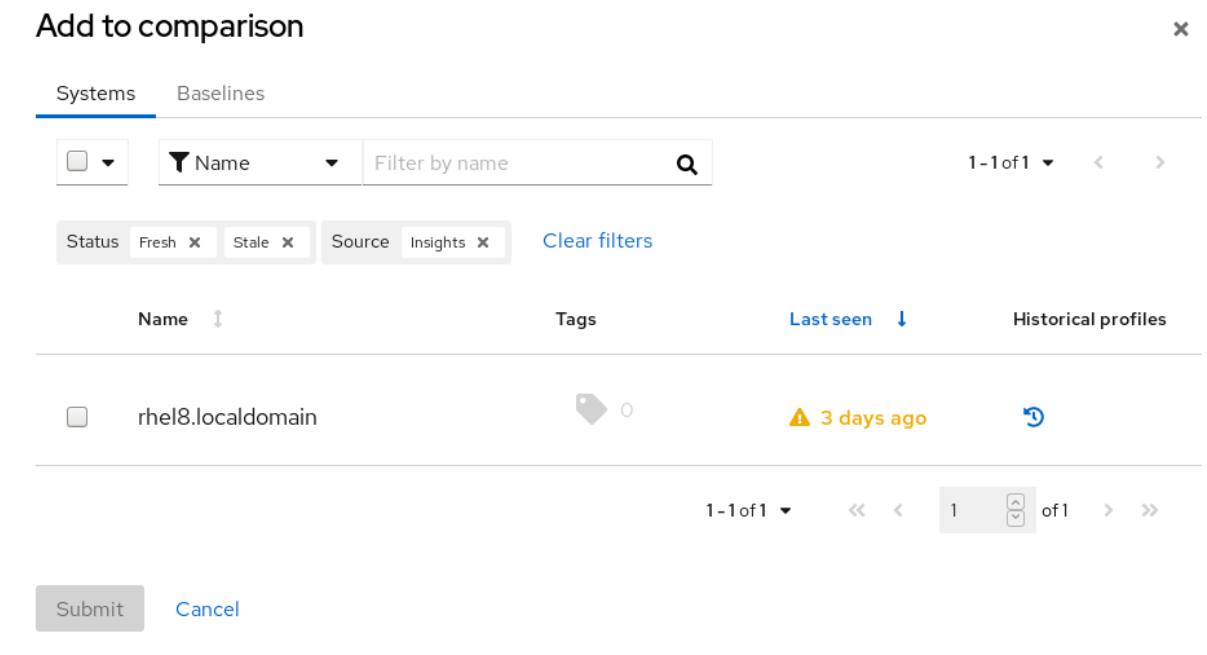 Add to comparison
Systems Baselines
Name Filter by name 1 - 1 of 1
Status Fresh Stale Source Insights Clear filters
Name Tags Last seen Historical profiles
rhel8.localdomain 0 3 days ago
1 - 1 of 1 1 of 1
Submit Cancel